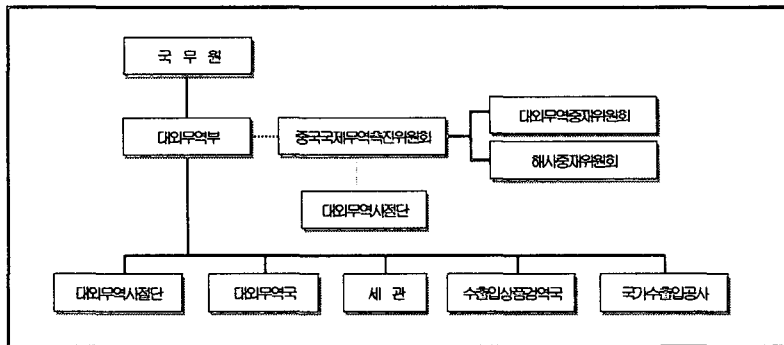 국 무 원
대외무역부
중국국제무역촉진위원회
대외무역중재위원회
해사중재위원회
대외무역사절단
대외무역사절단
대외무역국
세 관
수출입상품검역국
국가수출입공사